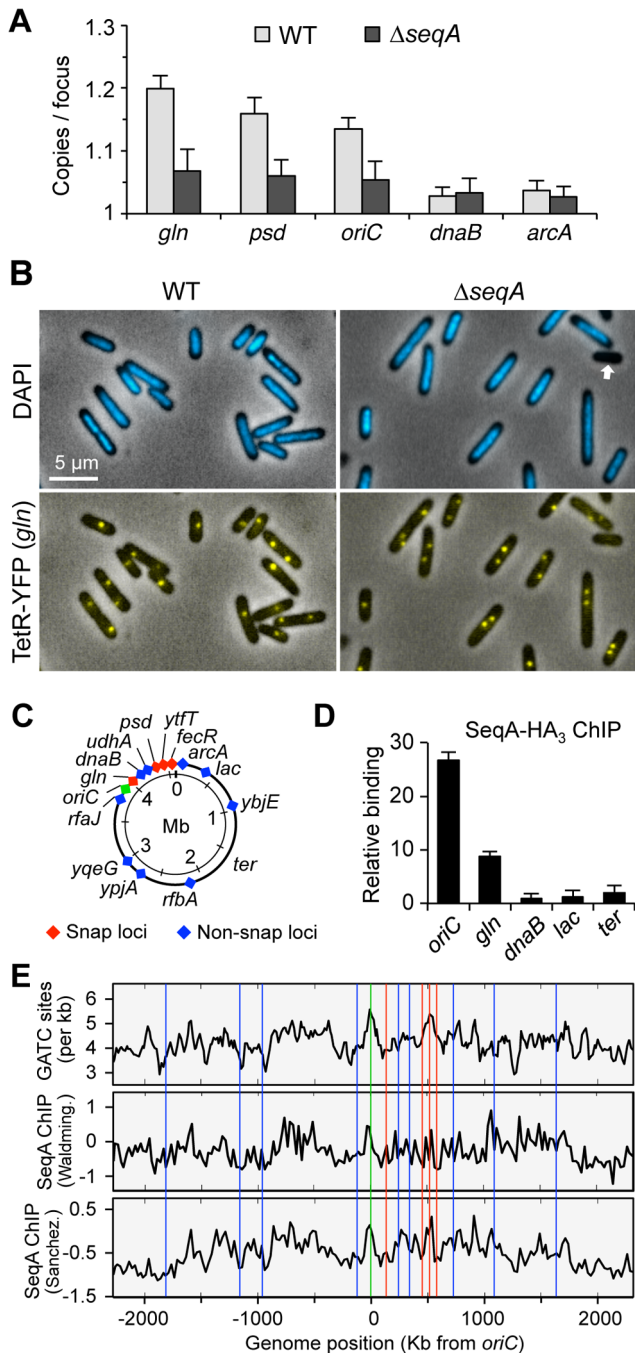 A
1.3
1.2
1.1
1
Copies / focus
WT
ΔseqA
gln
psd
oriC
dnaB
arcA
B
WT
ΔseqA
DAPI
5 µm
TetR-YFP (gln)
C
psd
ytfT
udhA
fecR
dnaB
arcA
gln
lac
oriC
rfaJ
ybjE
0
1
2
3
4
Mb
ter
yqeG
ypjA
rfbA
Snap loci
Non-snap loci
D
SeqA-HA3 ChIP
Relative binding
30
20
10
0
oriC
gln
dnaB
lac
ter
E
GATC sites
(per kb)
6
5
4
3
SeqA ChIP
(Waldming.)
1
0
-1
SeqA ChIP
(Sanchez.)
0.5
-0.5
-1.5
-2000
-1000
0
1000
2000
Genome position (Kb from oriC)